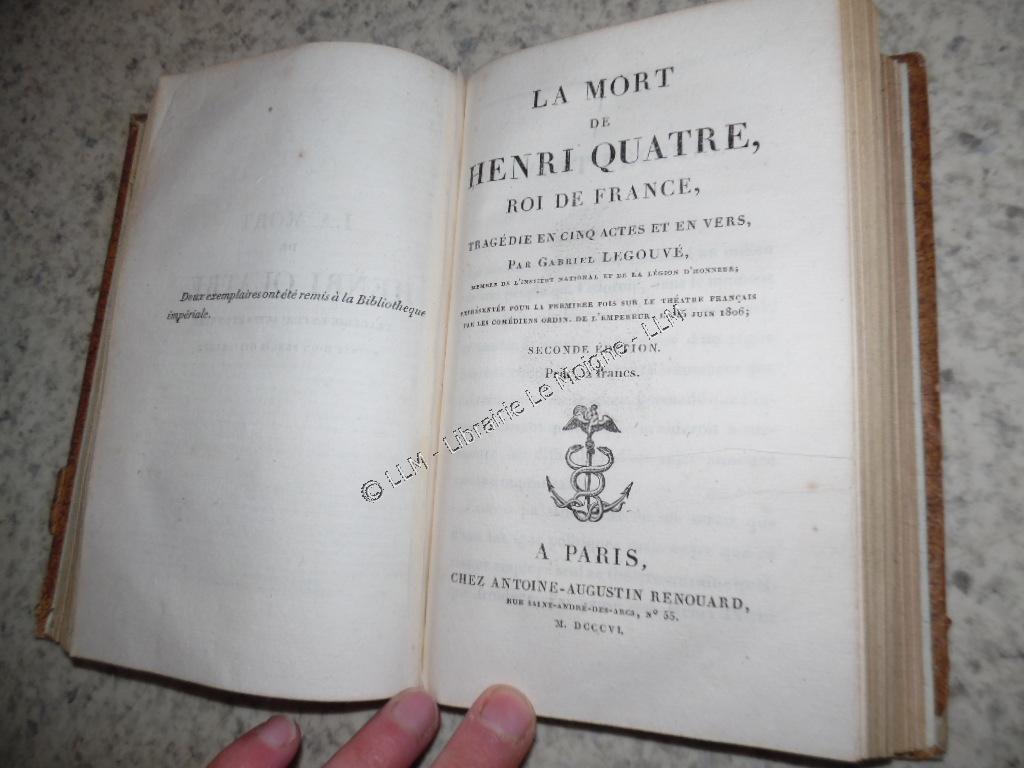 Deux exemplaires ont été remis à la Bibliotheque
impériale.
LA MORT
DE
HENRI QUATRE,
ROI DE FRANCE,
TRAGÉDIE EN CINQ ACTES ET EN VERS,
PAR GABRIEL LEGOUVÉ,
MEMBRE DE L'INSTITUT NATIONAL ET DE LA LÉGION D'HONNEUR;
REPRÉSENTÉE POUR LA PREMIERE FOIS SUR LE THÉATRE FRANÇAIS
PAR LES COMÉDIENS ORDIN. DE L'EMPEREUR, JUIN 1806;
SECONDE ÉDITION.
francs.
A PARIS,
CHEZ ANTOINE-AUGUSTIN RENOUARD,
RUE SAINT-ANDRÉ-DES-ARCS, Nº 55.
M. DCCCVI.
© LLM - Librairie Le Moigne - LLM